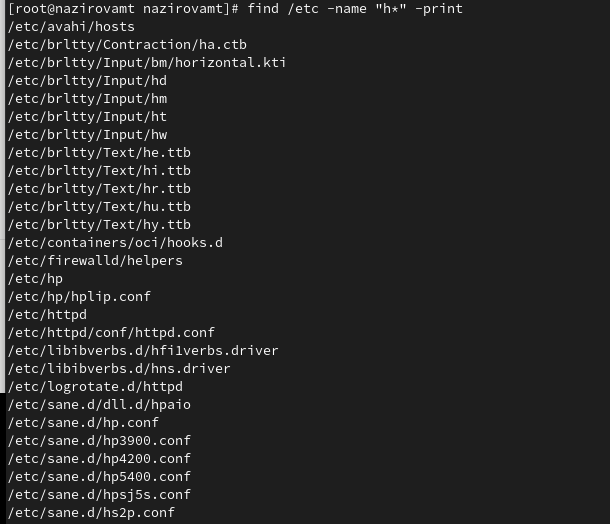 [root@nazirovamt nazirovamt]# find /etc -name "h*" -print
/etc/avahi/hosts
/etc/brltty/Contraction/ha.ctb
/etc/brltty/Input/bm/horizontal.kti
/etc/brltty/Input/hd
/etc/brltty/Input/hm
/etc/brltty/Input/ht
/etc/brltty/Input/hw
/etc/brltty/Text/he.ttb
/etc/brltty/Text/hi.ttb
/etc/brltty/Text/hr.ttb
/etc/brltty/Text/hu.ttb
/etc/brltty/Text/hy.ttb
/etc/containers/oci/hooks.d
/etc/firewalld/helpers
/etc/hp
/etc/hp/hplip.conf
/etc/httpd
/etc/httpd/conf/httpd.conf
/etc/libibverbs.d/hfi1verbs.driver
/etc/libibverbs.d/hns.driver
/etc/logrotate.d/httpd
/etc/sane.d/dll.d/hpaio
/etc/sane.d/hp.conf
/etc/sane.d/hp3900.conf
/etc/sane.d/hp4200.conf
/etc/sane.d/hp5400.conf
/etc/sane.d/hpsj5s.conf
/etc/sane.d/hs2p.conf